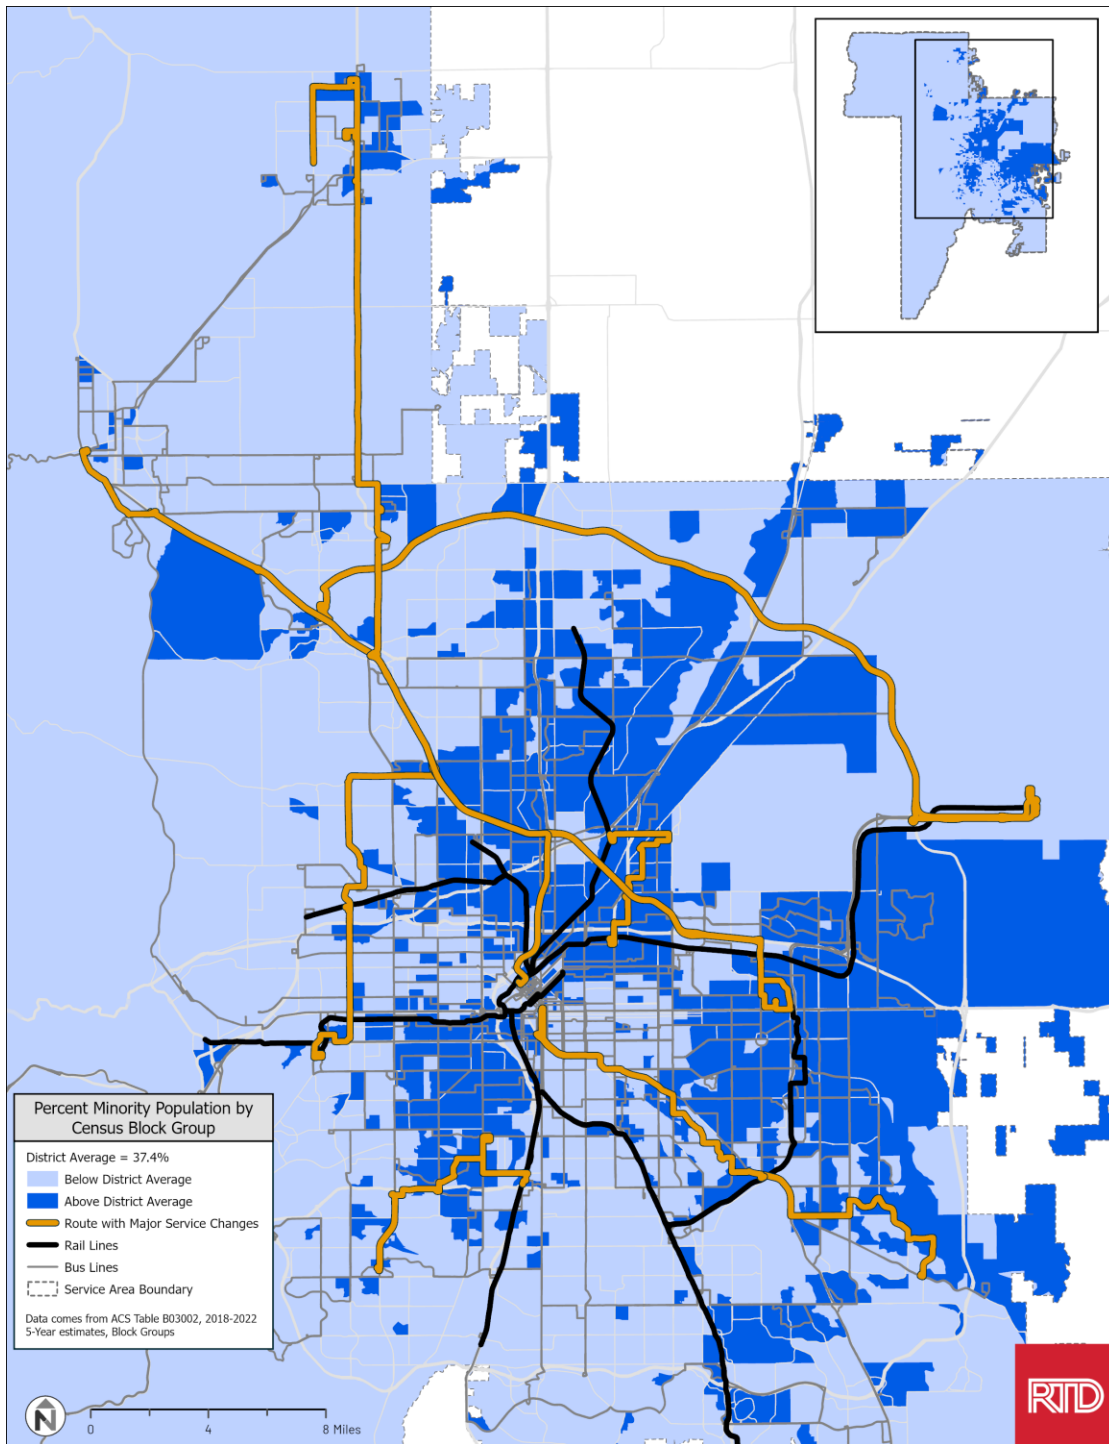 Percent Minority Population by
Census Block Group
District Average = 37.4%
Below District Average
Above District Average
Route with Major Service Changes
Rail Lines
Bus Lines
Service Area Boundary
Data comes from ACS Table B03002, 2018-2022
5-Year estimates, Block Groups
N
0 4 8 Miles
RTD